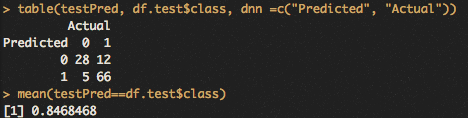 > table(testPred, df.test$class, dnn =c("Predicted", "Actual"))
         Actual
Predicted  0  1
        0 28 12
        1  5 66
> mean(testPred==df.test$class)
[1] 0.8468468